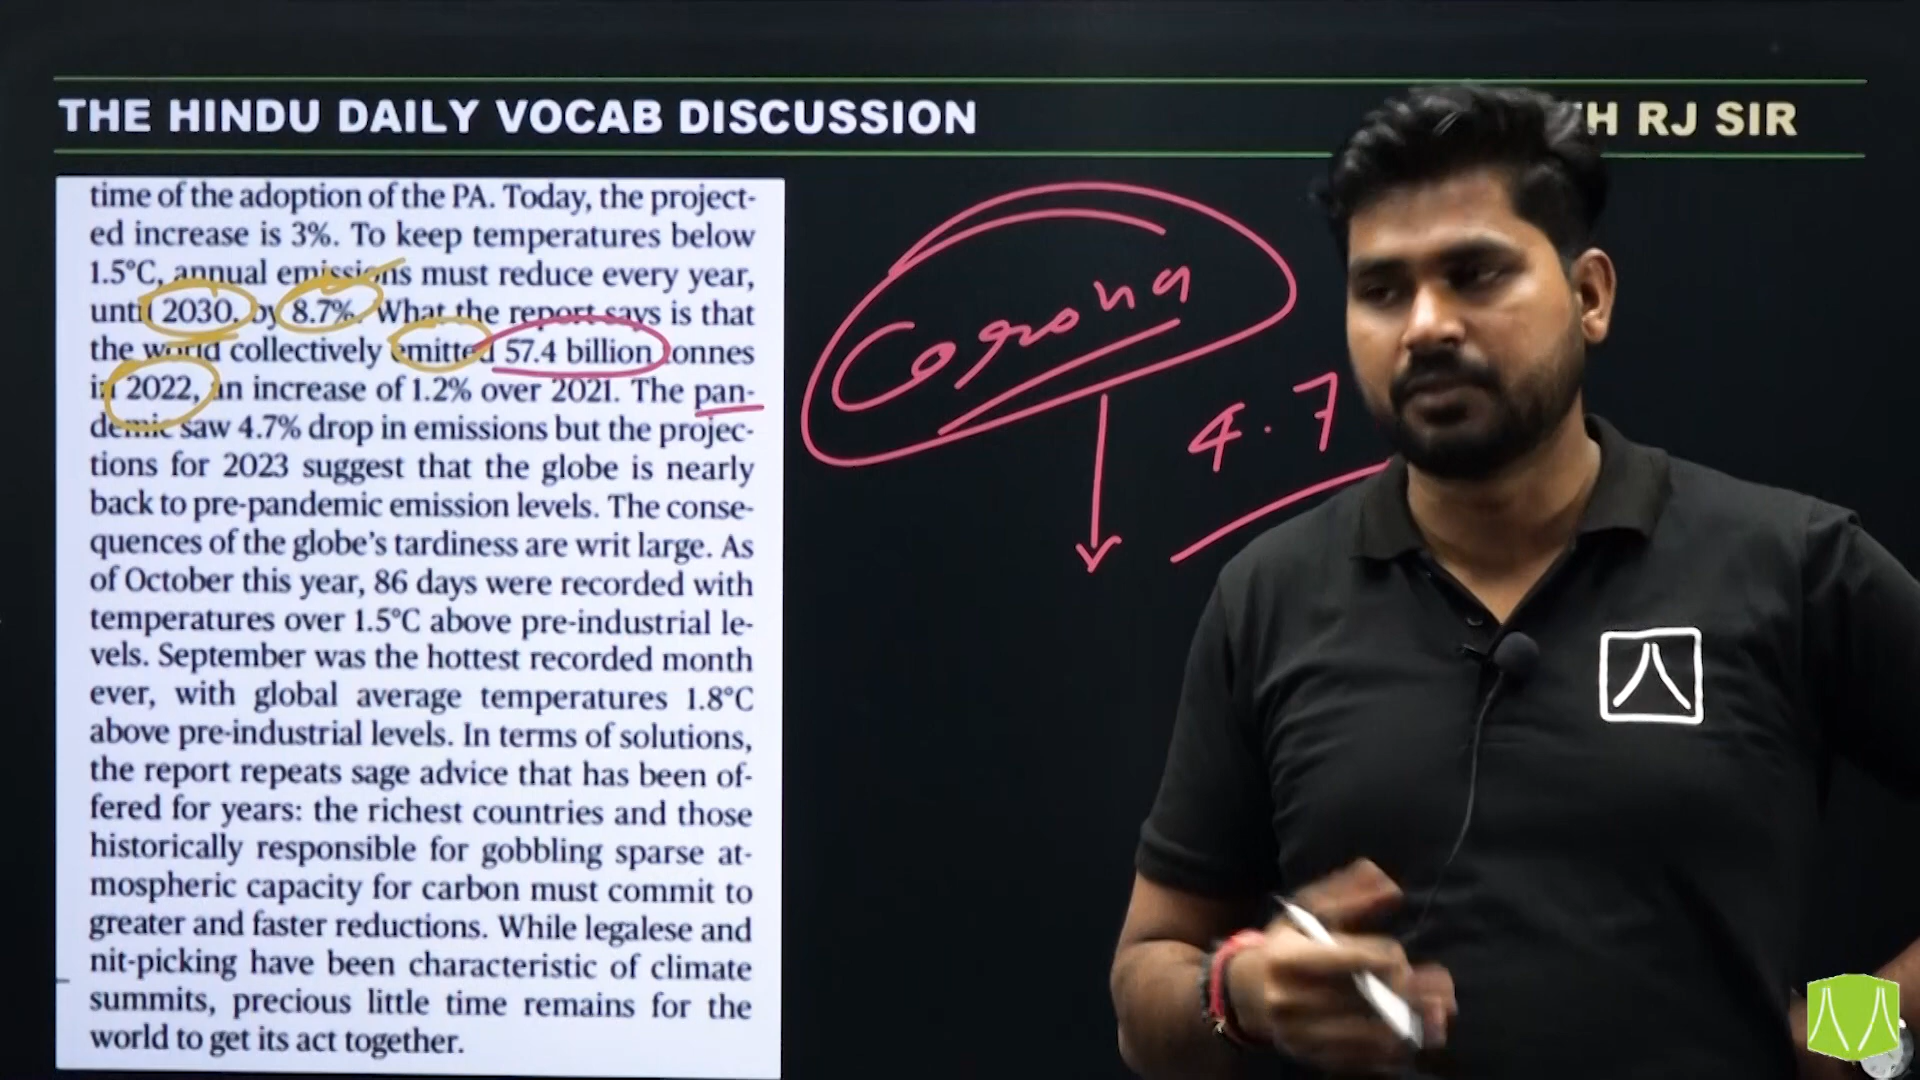 THE HINDU DAILY VOCAB DISCUSSION
H RJ SIR
time of the adoption of the PA. Today, the project-
ed increase is 3%. To keep temperatures below
1.5°C, annual emissions must reduce every year,
until 2030, by 8.7%. What the report says is that
the world collectively emitted 57.4 billion tonnes
in 2022, an increase of 1.2% over 2021. The pan-
demic saw 4.7% drop in emissions but the projec-
tions for 2023 suggest that the globe is nearly
back to pre-pandemic emission levels. The conse-
quences of the globe's tardiness are writ large. As
of October this year, 86 days were recorded with
temperatures over 1.5°C above pre-industrial le-
vels. September was the hottest recorded month
ever, with global average temperatures 1.8°C
above pre-industrial levels. In terms of solutions,
the report repeats sage advice that has been of-
fered for years: the richest countries and those
historically responsible for gobbling sparse at-
mospheric capacity for carbon must commit to
greater and faster reductions. While legalese and
nit-picking have been characteristic of climate
summits, precious little time remains for the
world to get its act together.
Corona
4.7